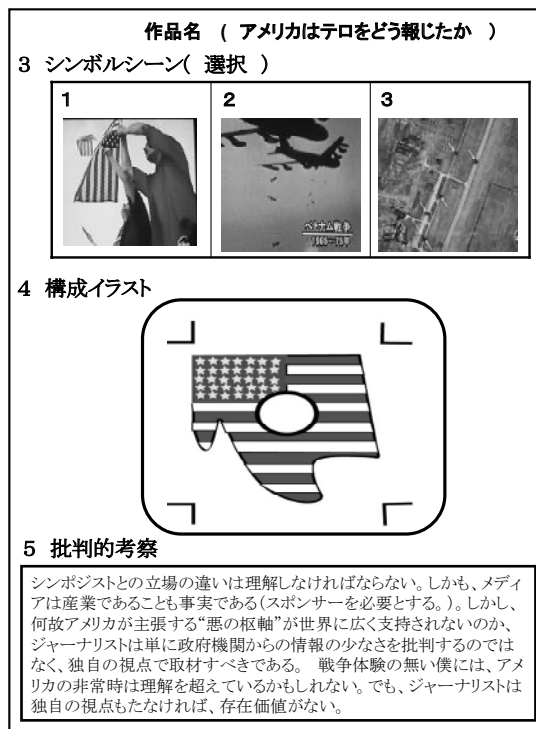 作品名 ( アメリカはテロをどう報じたか )
3 シンボルシーン( 選択 )
1
2
3
ベトナム戦争
1965-75年
4 構成イラスト
5 批判的考察
シンポジストとの立場の違いは理解しなければならない。しかも、メディ
アは産業であることも事実である(スポンサーを必要とする。)。しかし、
何故アメリカが主張する“悪の枢軸”が世界に広く支持されないのか、
ジャーナリストは単に政府機関からの情報の少なさを批判するのでは
なく、独自の視点で取材すべきである。 戦争体験の無い僕には、アメ
リカの非常時は理解を超えているかもしれない。でも、ジャーナリストは
独自の視点もたなければ、存在価値がない。